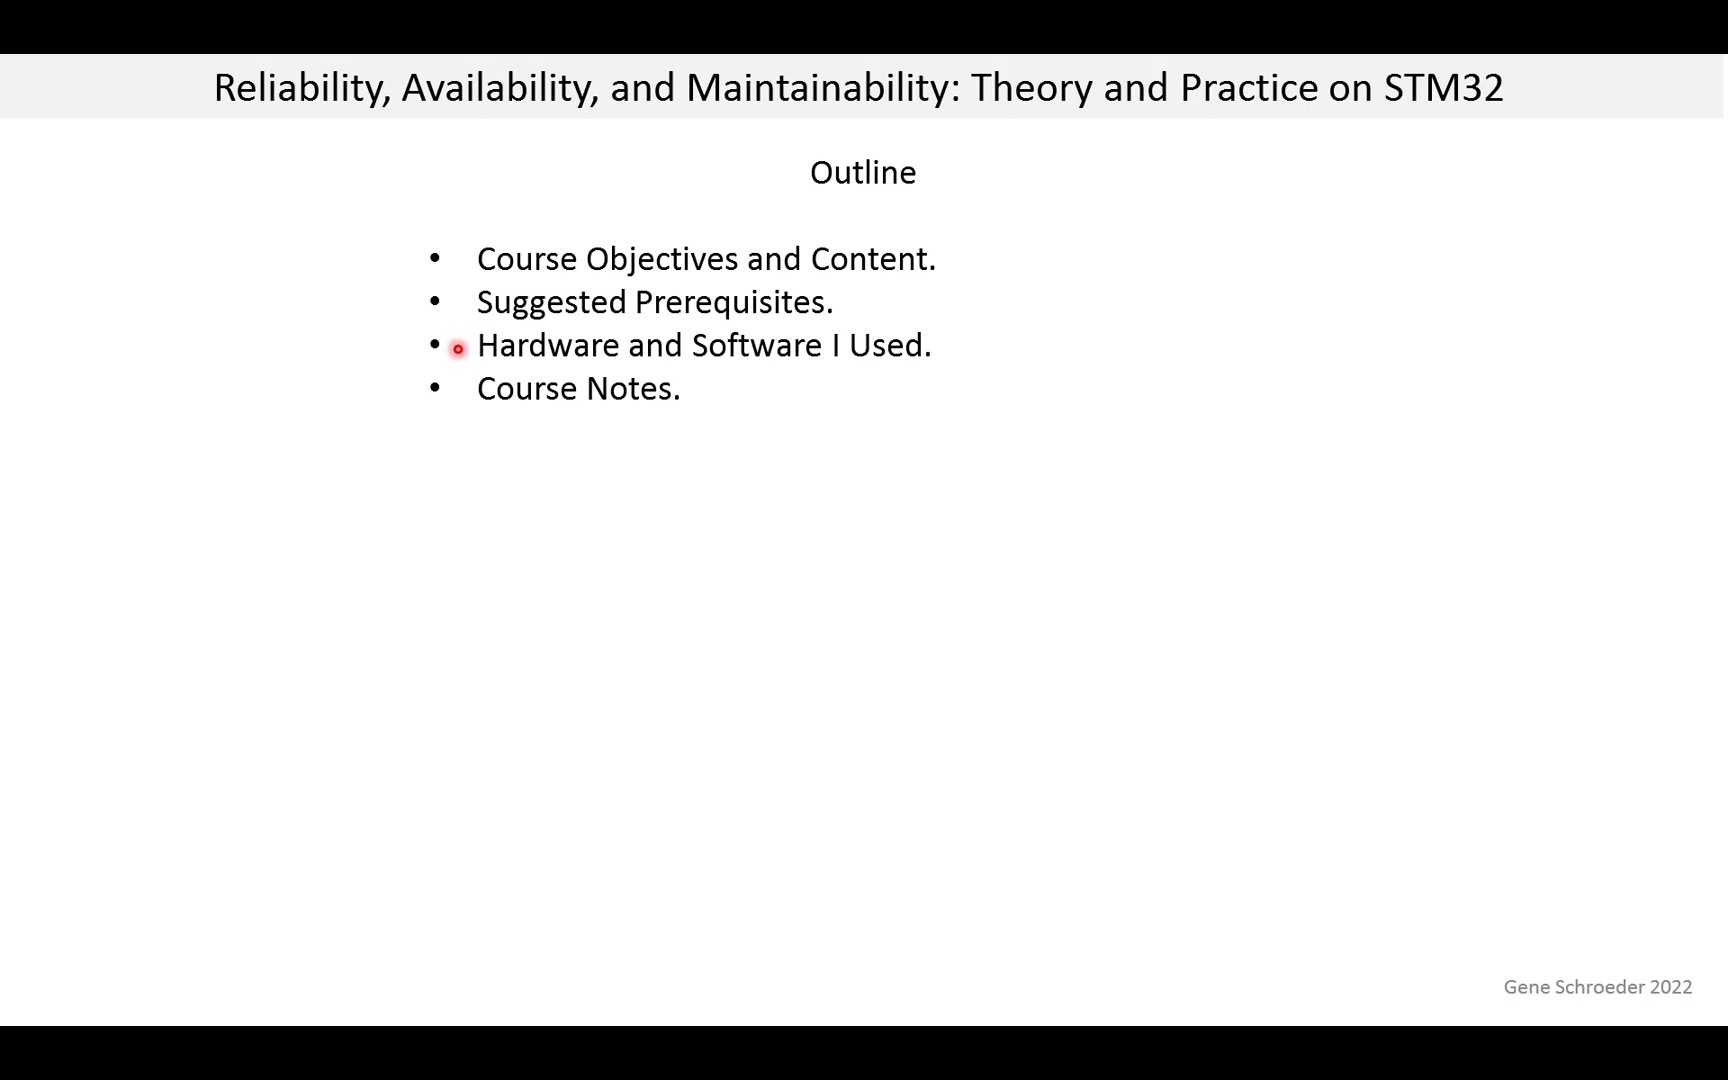 Reliability, Availability, and Maintainability: Theory and Practice on STM32
Outline
• Course Objectives and Content.
• Suggested Prerequisites.
• Hardware and Software I Used.
• Course Notes.
Gene Schroeder 2022